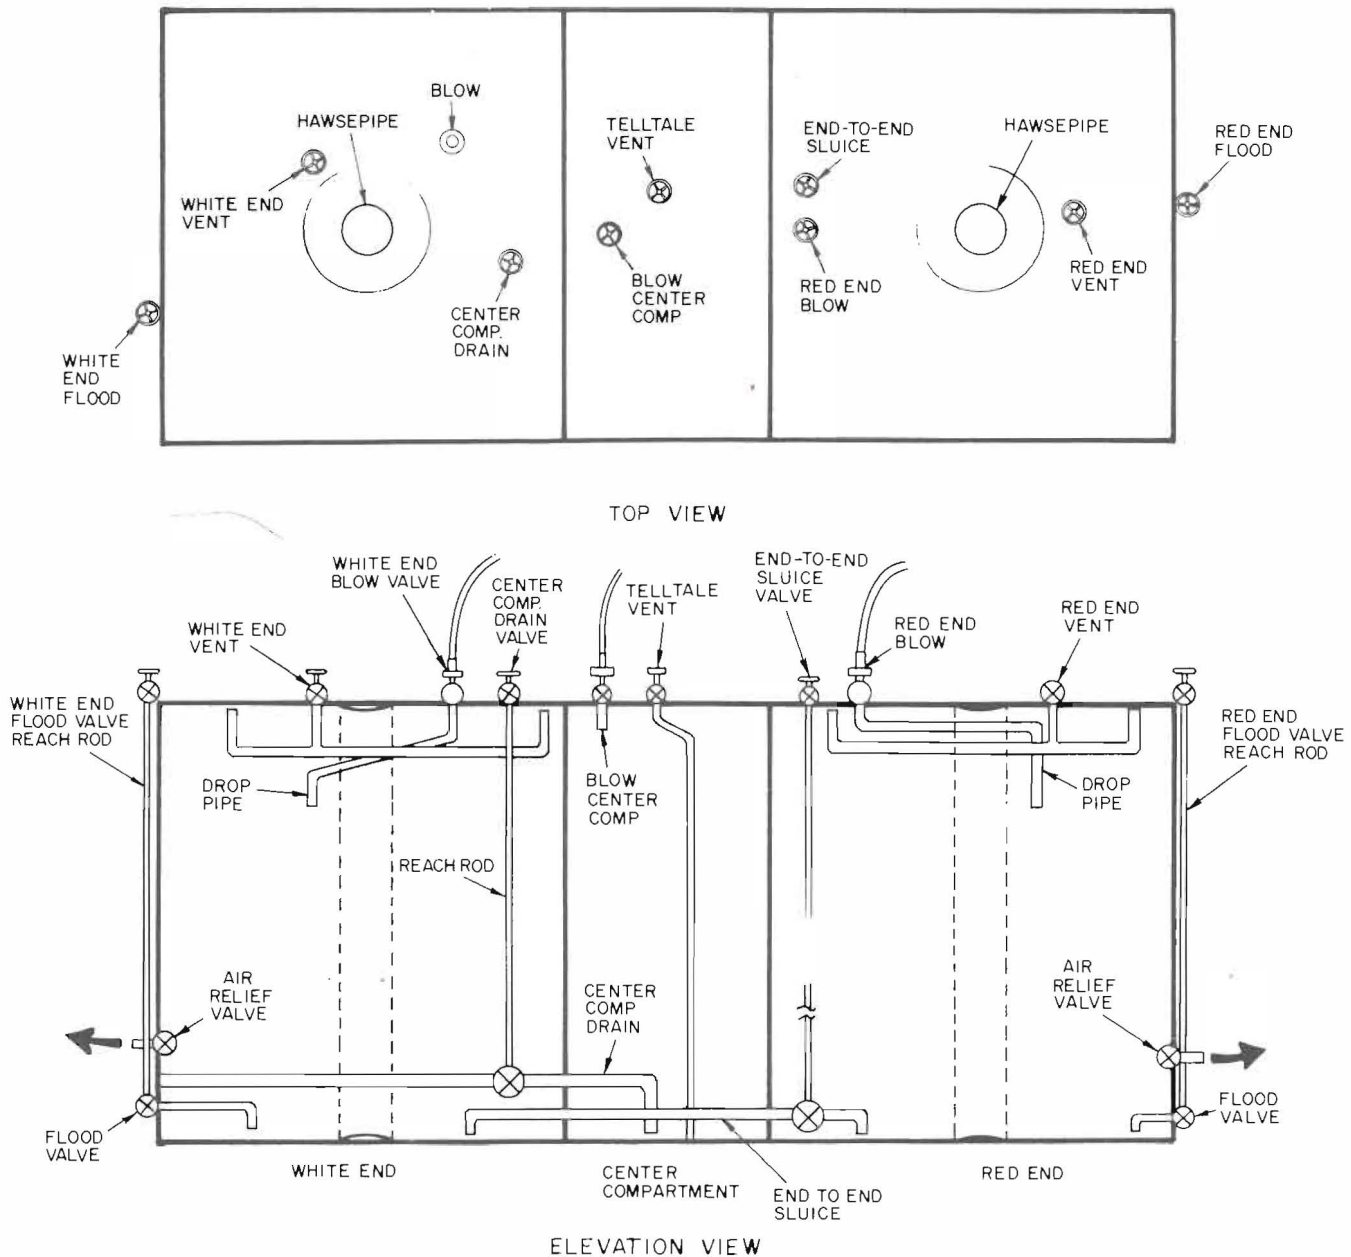 BLOW
HAWSEPIPE
WHITE END
VENT
CENTER
COMP.
DRAIN
WHITE
END
FLOOD
TELLTALE
VENT
BLOW
CENTER
COMP
END-TO-END
SLUICE
RED END
BLOW
HAWSEPIPE
RED END
VENT
RED END
FLOOD
TOP VIEW
WHITE END
BLOW VALVE
CENTER
COMP.
DRAIN
VALVE
TELLTALE
VENT
END-TO-END
SLUICE
VALVE
RED END
BLOW
RED END
VENT
WHITE END
VENT
WHITE END
FLOOD VALVE
REACH ROD
RED END
FLOOD VALVE
REACH ROD
DROP
PIPE
BLOW
CENTER
COMP
DROP
PIPE
REACH ROD
AIR
RELIEF
VALVE
CENTER
COMP
DRAIN
AIR
RELIEF
VALVE
FLOOD
VALVE
FLOOD
VALVE
WHITE END
CENTER
COMPARTMENT
END TO END
SLUICE
RED END
ELEVATION VIEW